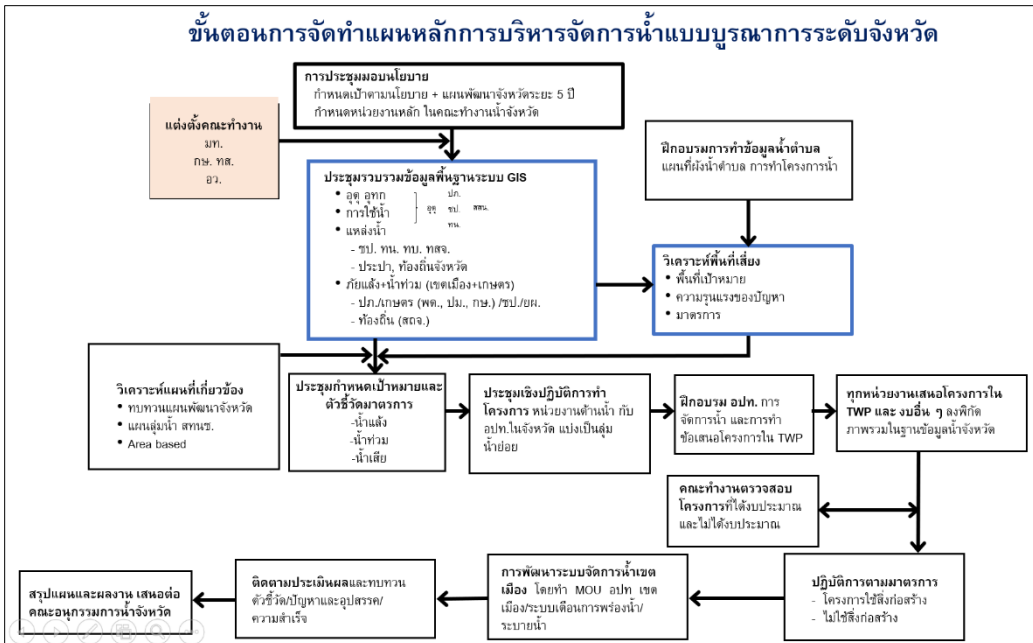 ขั้นตอนการจัดทำแผนหลักการบริหารจัดการน้ำแบบบูรณาการระดับจังหวัด
การประชุมมอบนโยบาย
กำหนดเป้าตามนโยบาย + แผนพัฒนาจังหวัดระยะ 5 ปี
กำหนดหน่วยงานหลัก ในคณะทำงานน้ำจังหวัด
แต่งตั้งคณะทำงาน
มท.
กษ. ทส.
อว.
ฝึกอบรมการทำข้อมูลน้ำตำบล
แผนที่ผังน้ำตำบล การทำโครงการน้ำ
ประชุมรวบรวมข้อมูลพื้นฐานระบบ GIS
• อุตุ อุทก
• การใช้น้ำ
• แหล่งน้ำ
อุตุ
ปภ.
ชป.
ทน.
สสน.
- ชป. ทน. ทบ. ทสจ.
- ประปา, ท้องถิ่นจังหวัด
• ภัยแล้ง+น้ำท่วม (เขตเมือง+เกษตร)
- ปภ./เกษตร (พด., ปม., กษ.) /ชป./ยผ.
- ท้องถิ่น (สถจ.)
วิเคราะห์พื้นที่เสี่ยง
• พื้นที่เป้าหมาย
• ความรุนแรงของปัญหา
• มาตรการ
วิเคราะห์แผนที่เกี่ยวข้อง
• ทบทวนแผนพัฒนาจังหวัด
• แผนลุ่มน้ำ สทนช.
• Area based
ประชุมกำหนดเป้าหมายและ
ตัวชี้วัดมาตรการ
-น้ำแล้ง
-น้ำท่วม
-น้ำเสีย
ประชุมเชิงปฏิบัติการทำ
โครงการ หน่วยงานด้านน้ำ กับ
อปท.ในจังหวัด แบ่งเป็นลุ่ม
น้ำย่อย
ฝึกอบรม อปท. การ
จัดการน้ำ และการทำ
ข้อเสนอโครงการใน TWP
ทุกหน่วยงานเสนอโครงการใน
TWP และ งบอื่น ๆ ลงพิกัด
ภาพรวมในฐานข้อมูลน้ำจังหวัด
คณะทำงานตรวจสอบ
โครงการที่ได้งบประมาณ
และไม่ได้งบประมาณ
ปฏิบัติการตามมาตรการ
- โครงการใช้สิ่งก่อสร้าง
- ไม่ใช้สิ่งก่อสร้าง
การพัฒนาระบบจัดการน้ำเขต
เมือง โดยทำ MOU อปท เขต
เมือง/ระบบเตือนการพร่องน้ำ/
ระบายน้ำ
ติดตามประเมินผลและทบทวน
ตัวชี้วัด/ปัญหาและอุปสรรค/
ความสำเร็จ
สรุปแผนและผลงาน เสนอต่อ
คณะอนุกรรมการน้ำจังหวัด